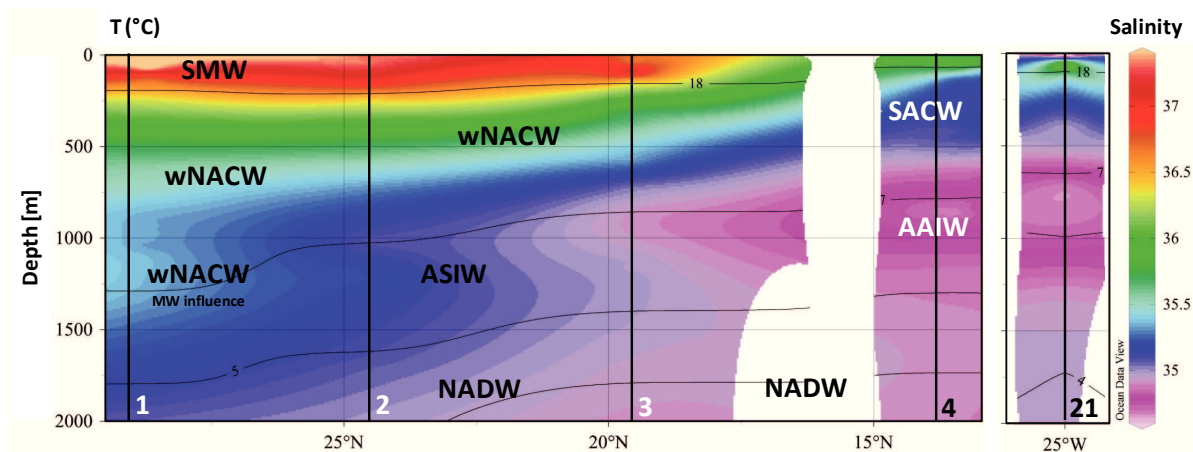 T (°C)
Salinity
0
500
1000
1500
2000
Depth [m]
SMW
18
wNACW
wNACW
wNACW
MW influence
ASIW
NADW
NADW
5
7
SACW
AAIW
1
2
3
4
25°N
20°N
15°N
18
7
4
21
25°W
Ocean Data View
37
36.5
36
35.5
35